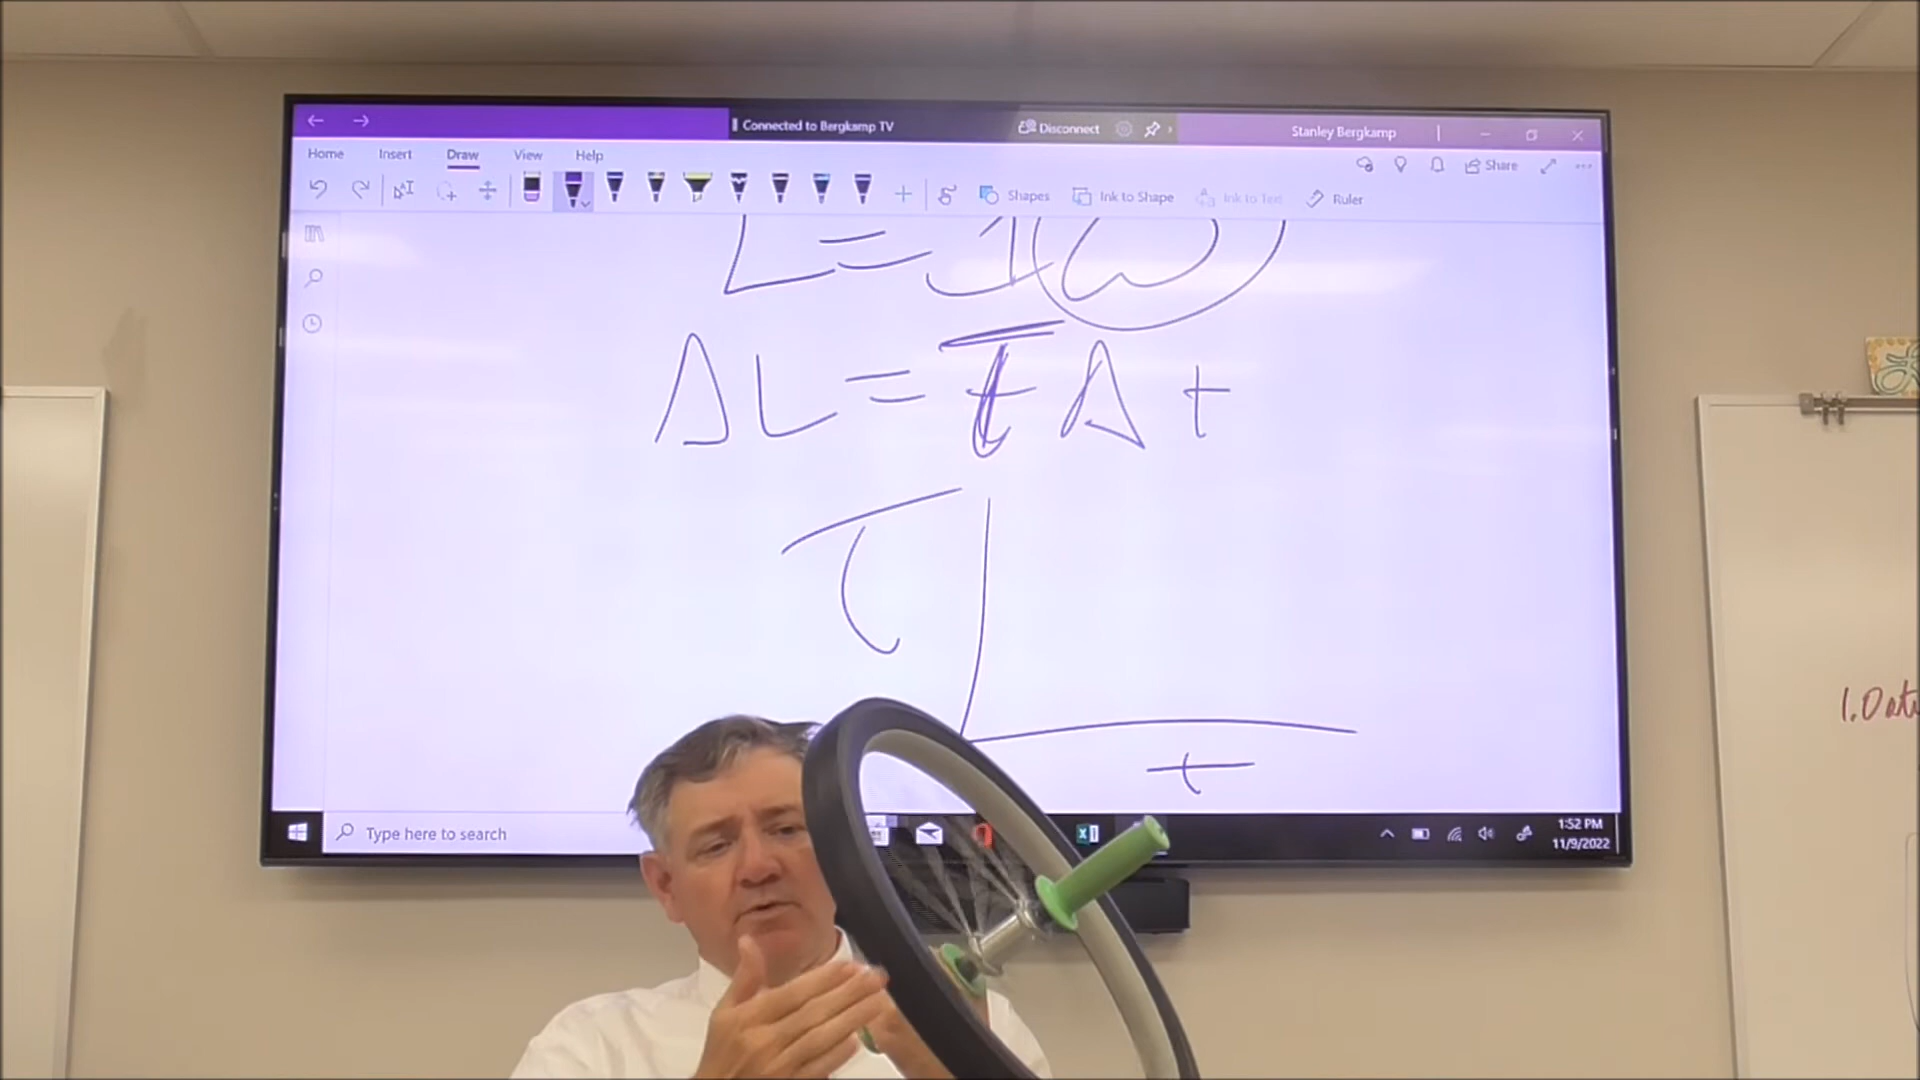 Connected to Bergkamp TV Disconnect Stanley Bergkamp
Home Insert Draw View Help Share
Shapes Ink to Shape Ink to Text Ruler
L = I ω
ΔL = τ Δt
τ
t
Type here to search
1:52 PM
11/9/2022
1. Dat